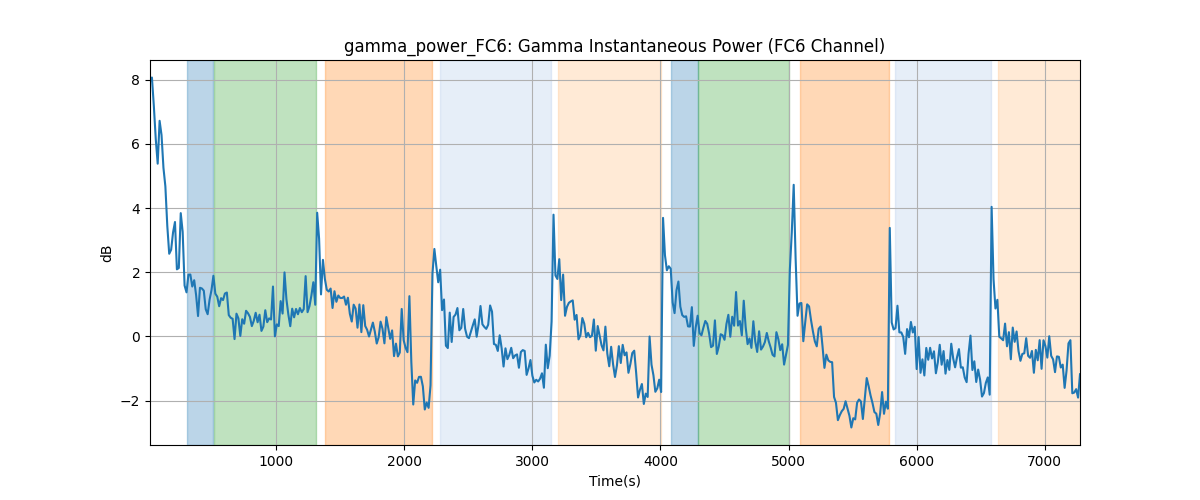 gamma_power_FC6: Gamma Instantaneous Power (FC6 Channel)
8
6
4
2
0
−2
dB
1000 2000 3000 4000 5000 6000 7000
Time(s)